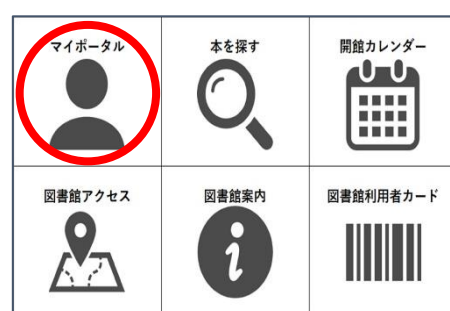 マイポータル
本を探す
開館カレンダー
図書館アクセス
図書館案内
図書館利用者カード